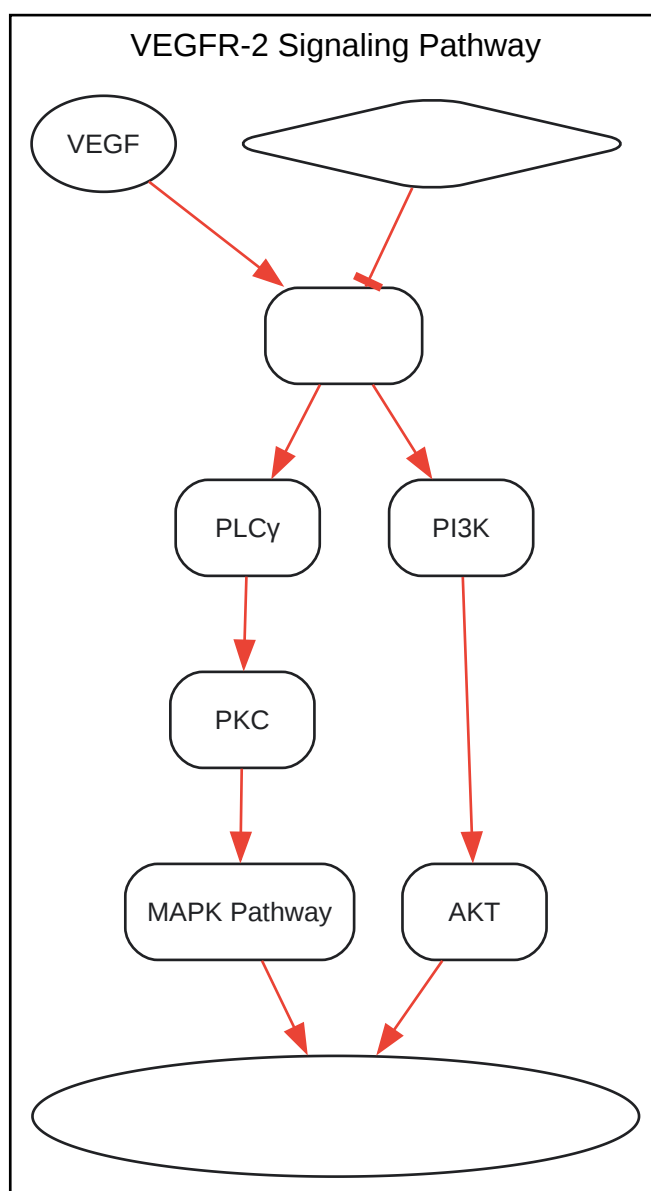 VEGFR-2 Signaling Pathway
VEGF
PLCγ
PI3K
PKC
MAPK Pathway
AKT